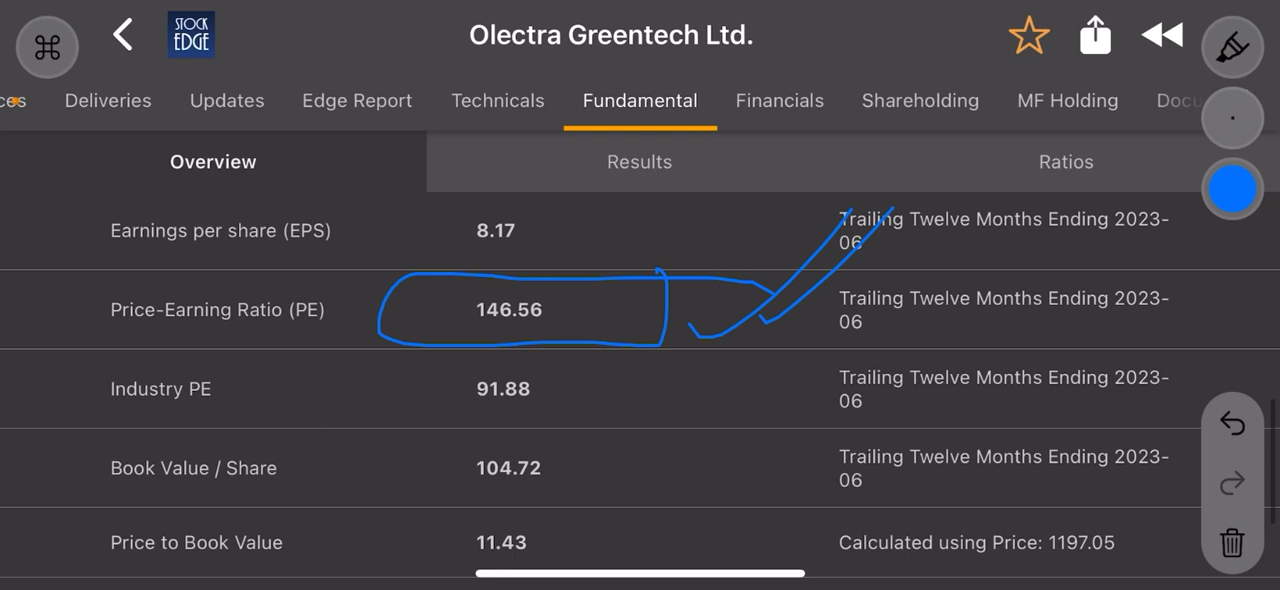 STOCK
EDGE
Olectra Greentech Ltd.
Deliveries Updates Edge Report Technicals Fundamental Financials Shareholding MF Holding
Overview Results Ratios
Earnings per share (EPS) 8.17 Trailing Twelve Months Ending 2023-
06
Price-Earning Ratio (PE) 146.56 Trailing Twelve Months Ending 2023-
06
Industry PE 91.88 Trailing Twelve Months Ending 2023-
06
Book Value / Share 104.72 Trailing Twelve Months Ending 2023-
06
Price to Book Value 11.43 Calculated using Price: 1197.05